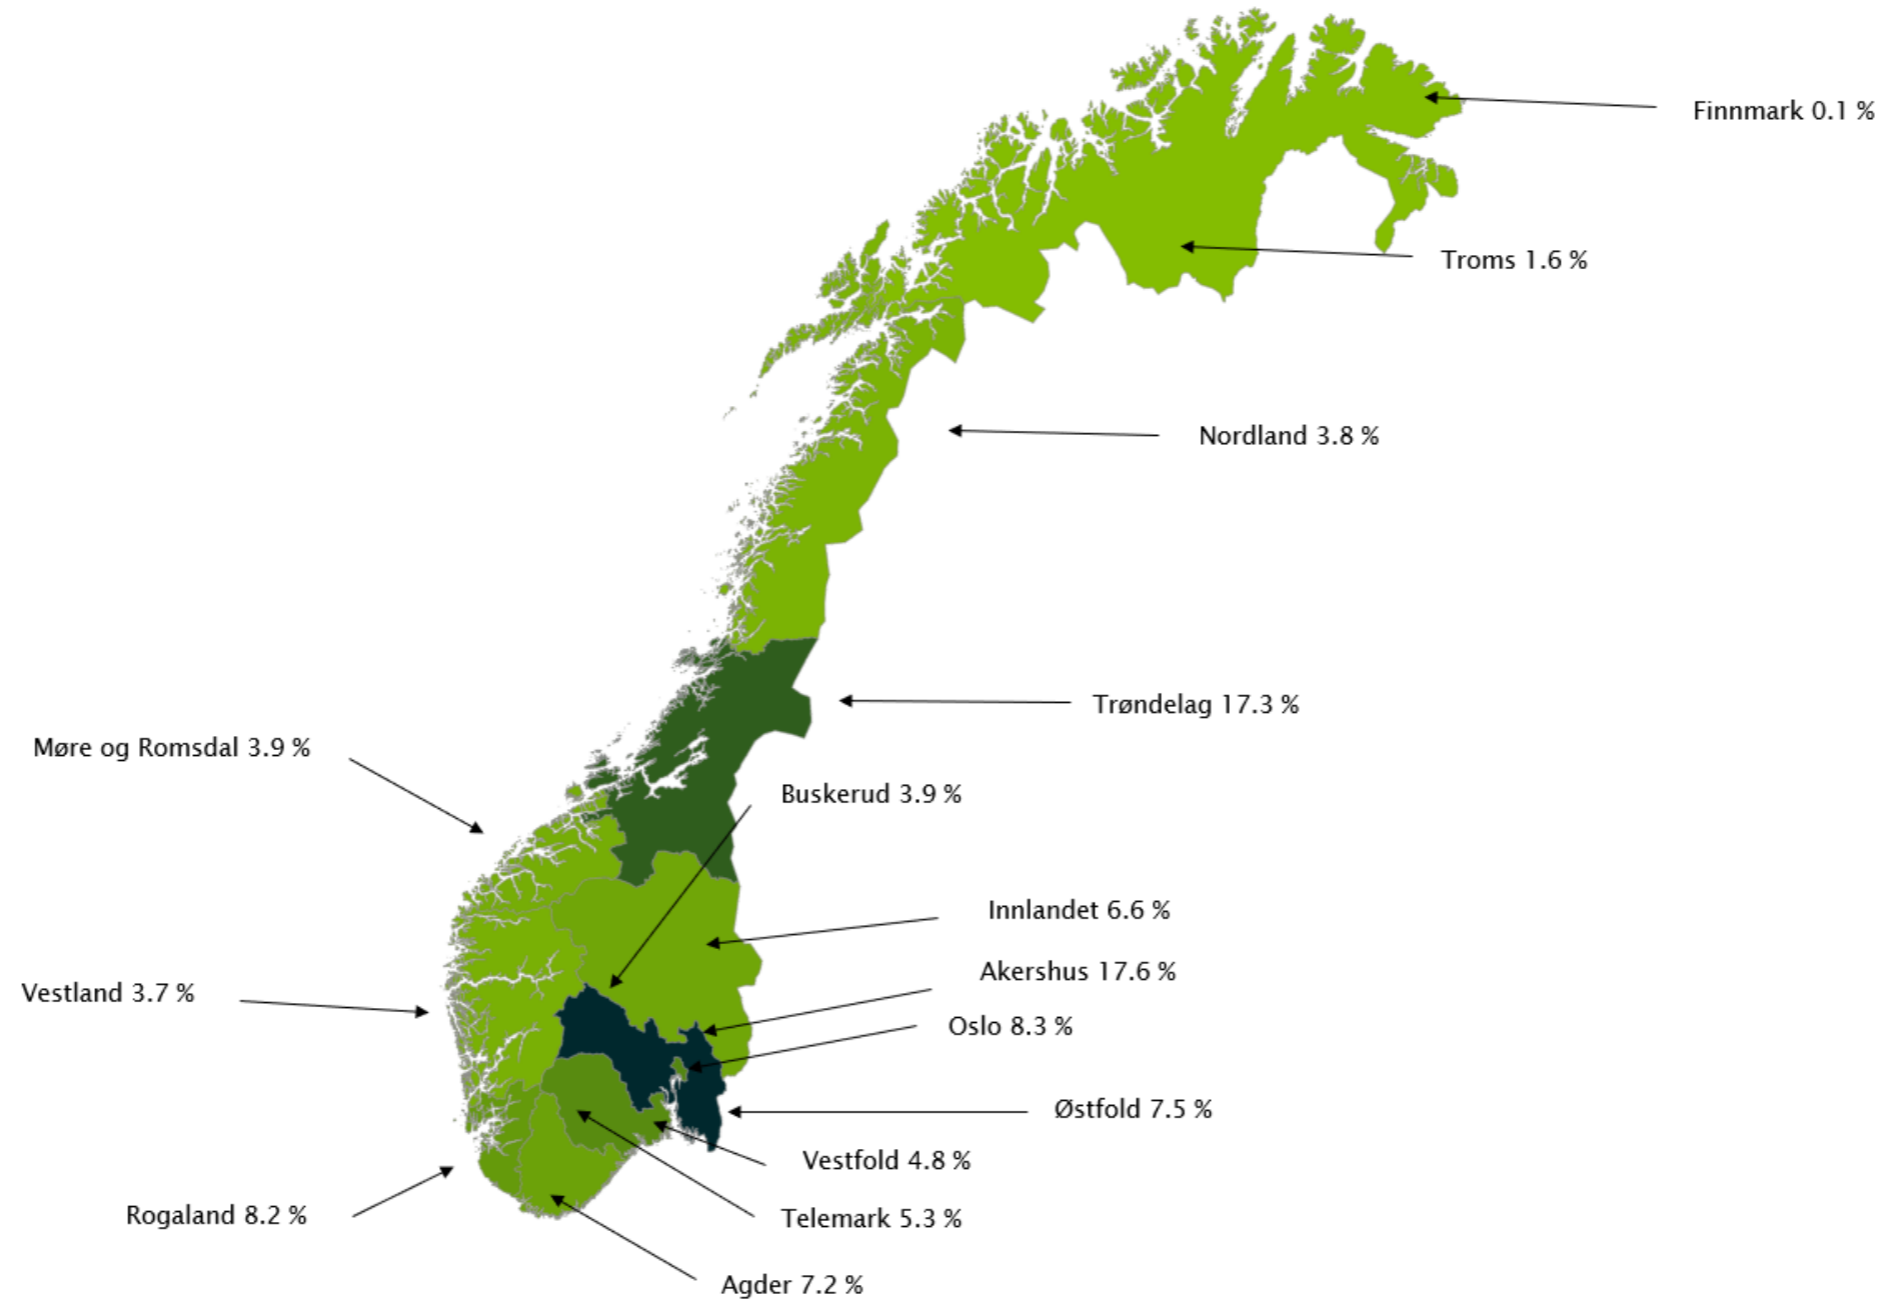 Finnmark 0.1 %
Troms 1.6 %
Nordland 3.8 %
Trøndelag 17.3 %
Møre og Romsdal 3.9 %
Buskerud 3.9 %
Innlandet 6.6 %
Akershus 17.6 %
Vestland 3.7 %
Oslo 8.3 %
Østfold 7.5 %
Vestfold 4.8 %
Rogaland 8.2 %
Telemark 5.3 %
Agder 7.2 %